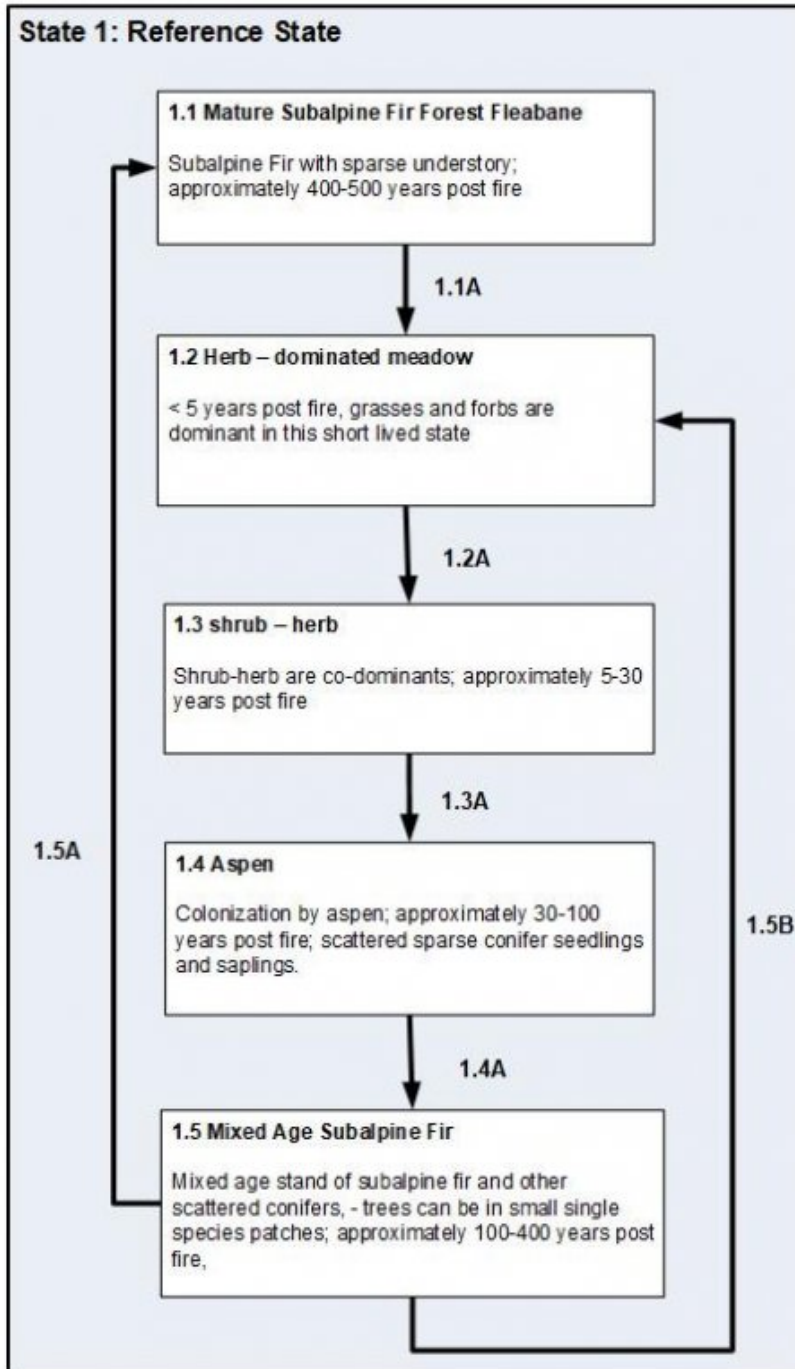 State 1: Reference State
1.1 Mature Subalpine Fir Forest Fleabane
Subalpine Fir with sparse understory;
approximately 400-500 years post fire
1.1A
1.2 Herb – dominated meadow
< 5 years post fire, grasses and forbs are
dominant in this short lived state
1.2A
1.3 shrub – herb
Shrub-herb are co-dominants; approximately 5-30
years post fire
1.3A
1.5A
1.4 Aspen
Colonization by aspen; approximately 30-100
years post fire; scattered sparse conifer seedlings
and saplings.
1.5B
1.4A
1.5 Mixed Age Subalpine Fir
Mixed age stand of subalpine fir and other
scattered conifers, - trees can be in small single
species patches; approximately 100-400 years post
fire,